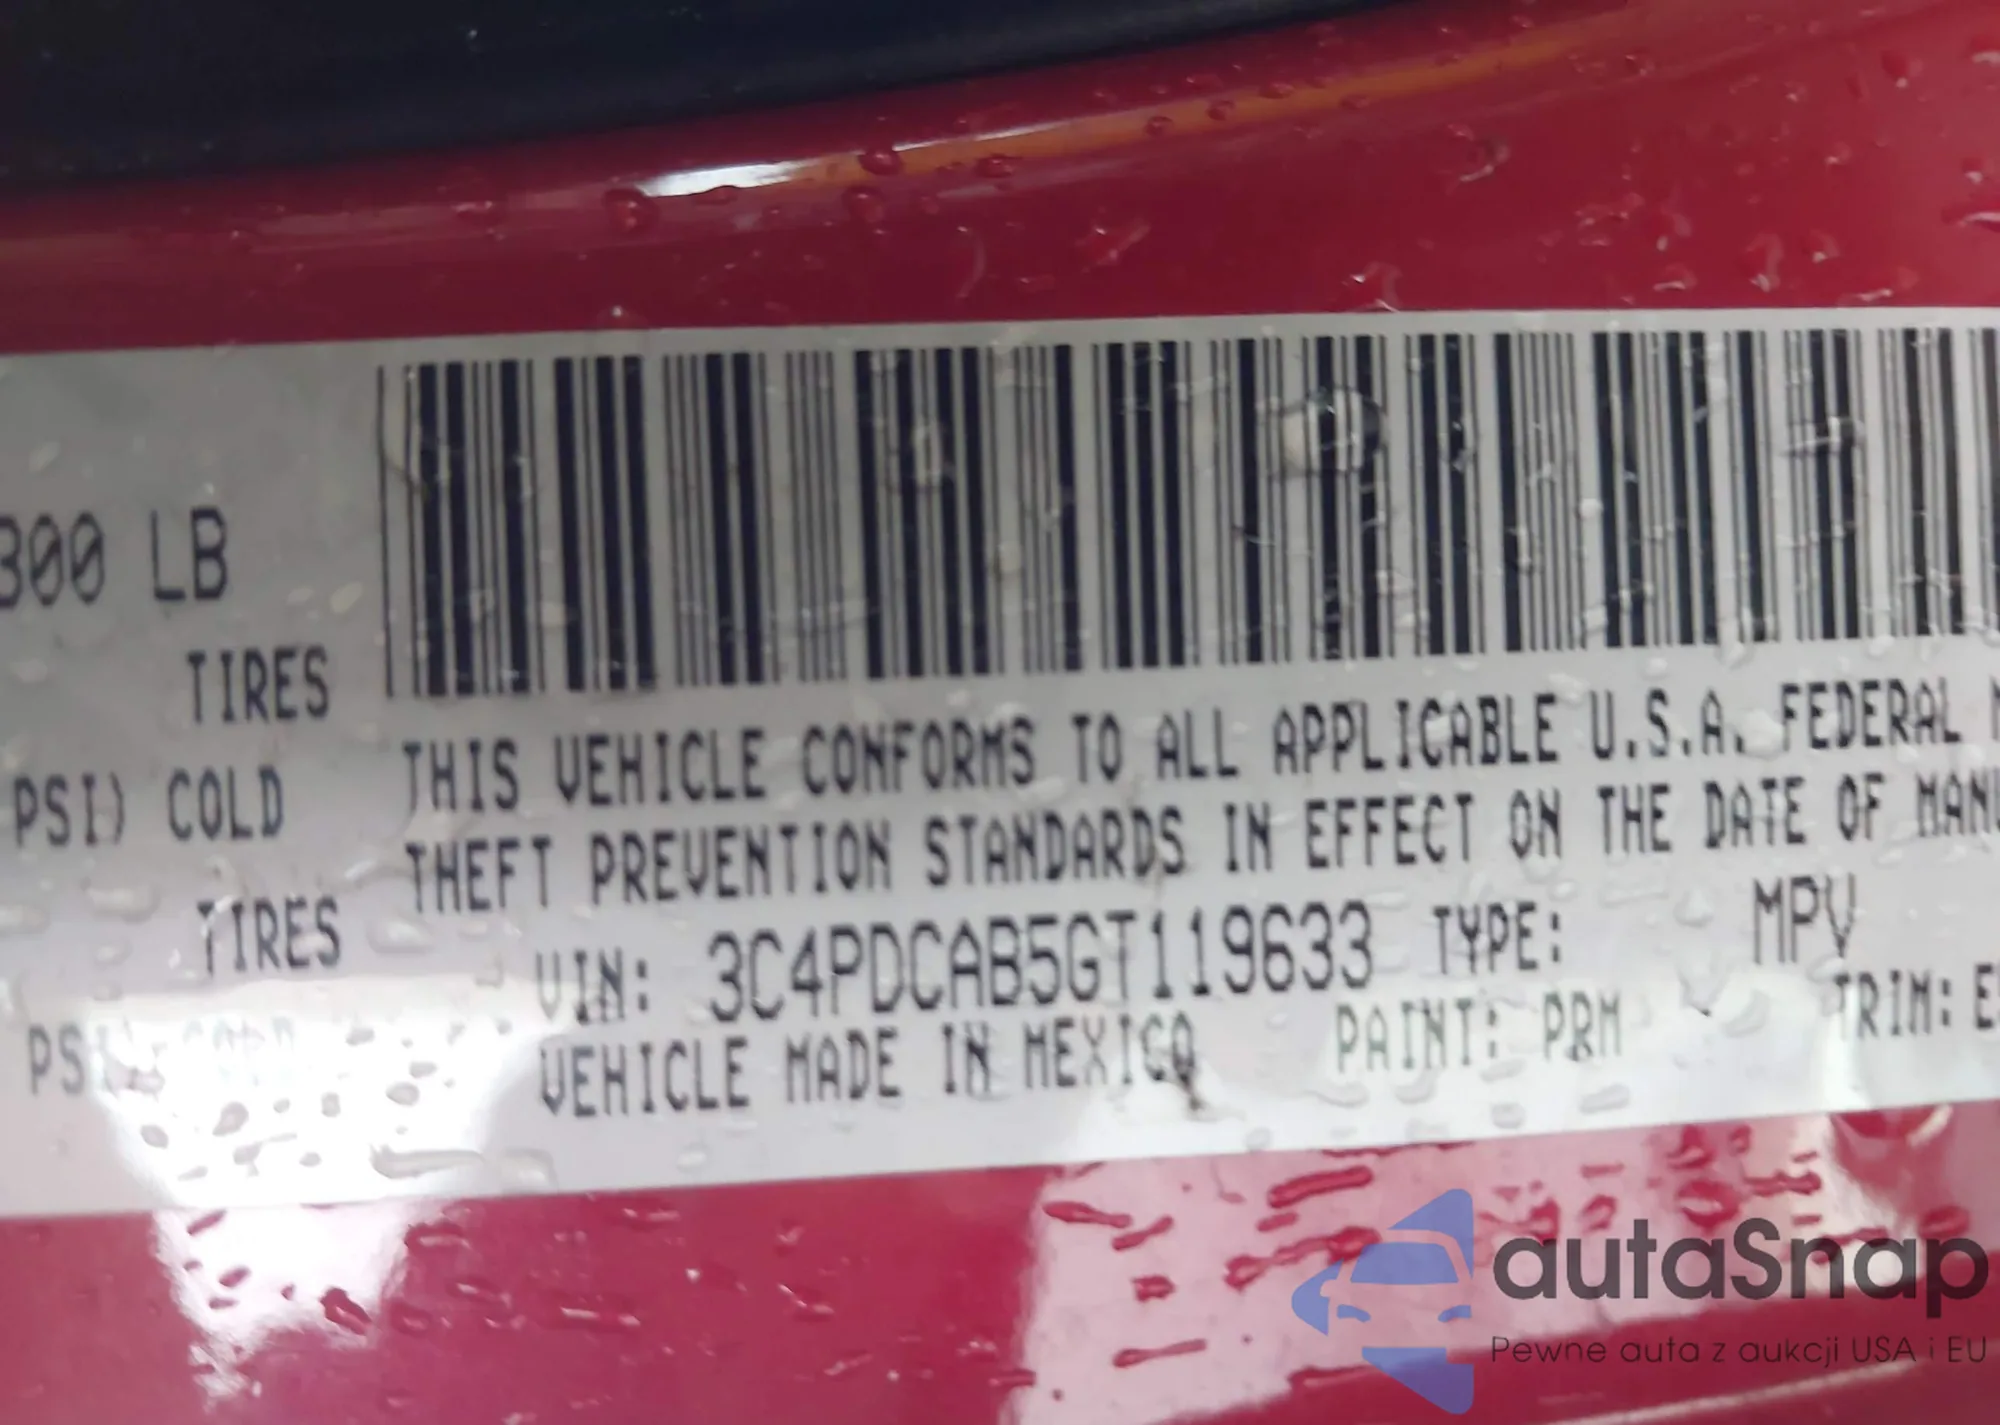 300 LB
TIRES
PSI) COLD
TIRES
THIS VEHICLE CONFORMS TO ALL APPLICABLE U.S.A. FEDERAL
THEFT PREVENTION STANDARDS IN EFFECT ON THE DATE OF MANU
VIN: 3C4PDCAB5GT119633 TYPE: MPV
VEHICLE MADE IN MEXICO PAINT: PRM TRIM:
autaSnap
Pewne auta z aukcji USA i EU